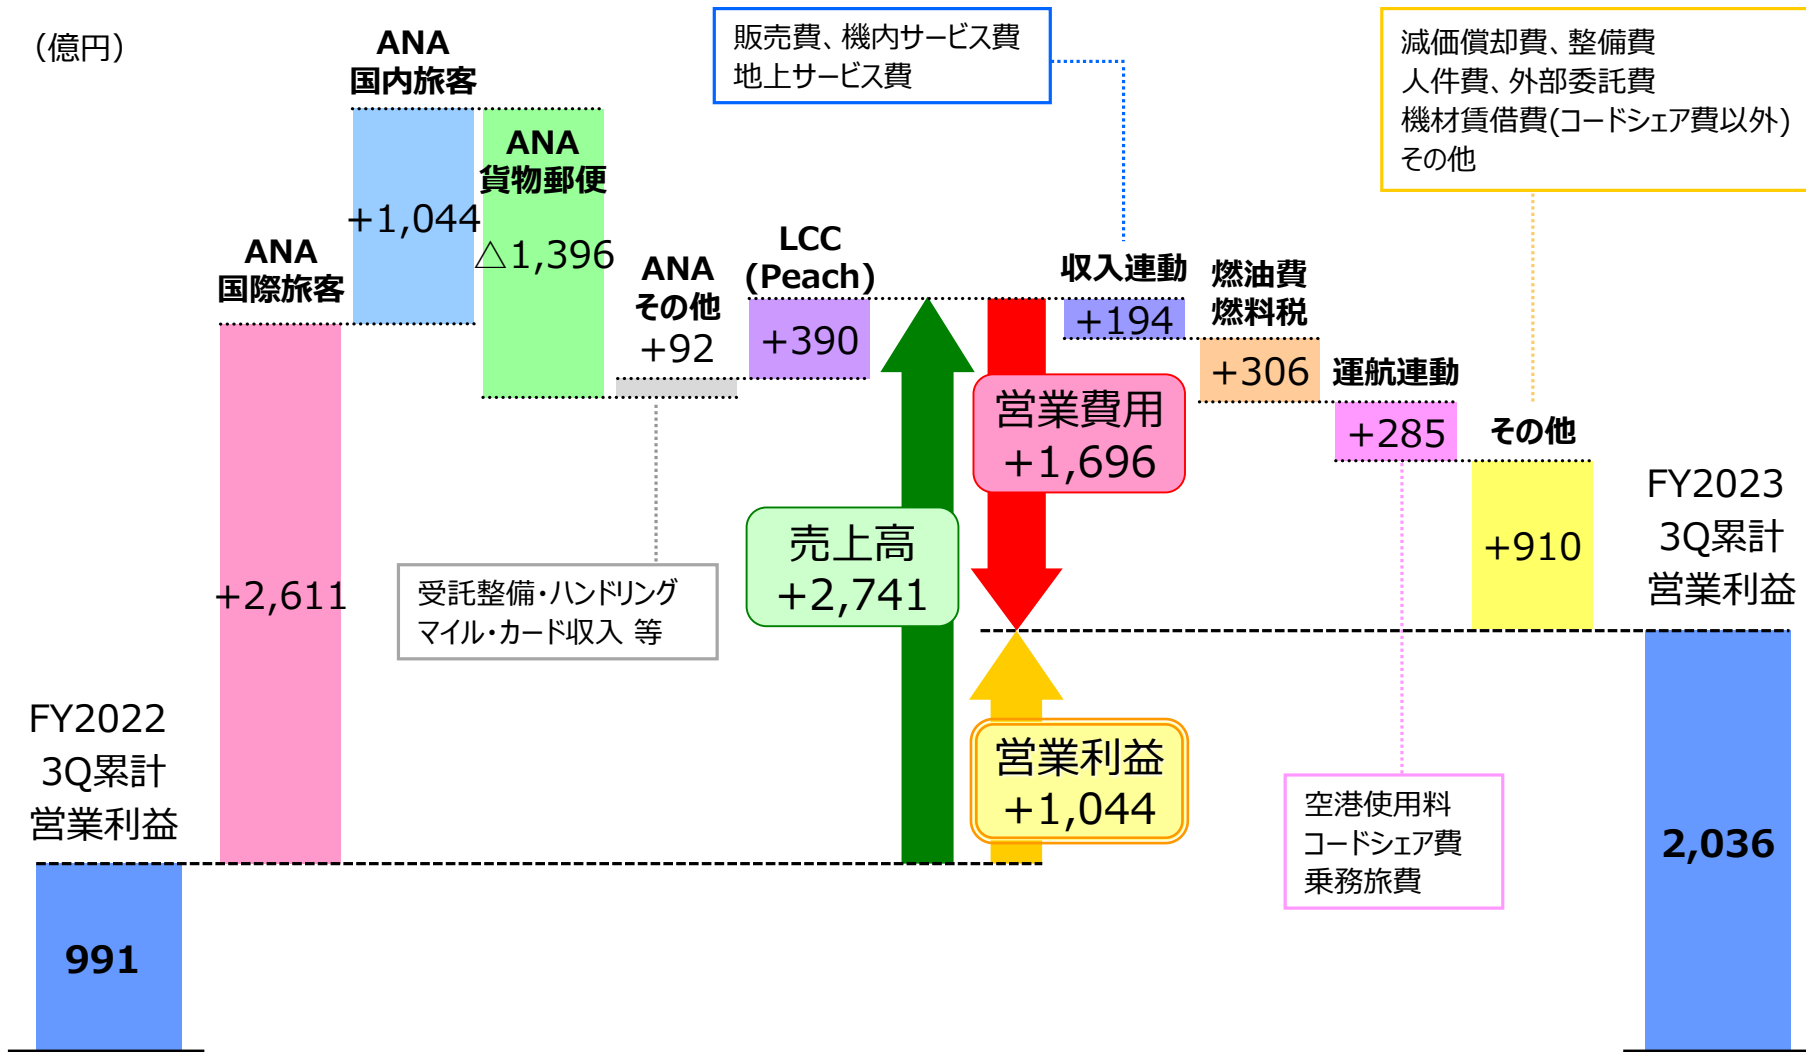 （億円）
ANA
国内旅客
+1,044
ANA
貨物郵便
△1,396
ANA
国際旅客
+2,611
ANA
その他
+92
LCC
(Peach)
+390
販売費、機内サービス費
地上サービス費
減価償却費、整備費
人件費、外部委託費
機材賃借費(コードシェア費以外)
その他
収入連動
+194
燃油費
燃料税
+306
運航連動
+285
その他
+910
営業費用
+1,696
売上高
+2,741
営業利益
+1,044
受託整備・ハンドリング
マイル・カード収入 等
空港使用料
コードシェア費
乗務旅費
FY2022
3Q累計
営業利益
991
FY2023
3Q累計
営業利益
2,036